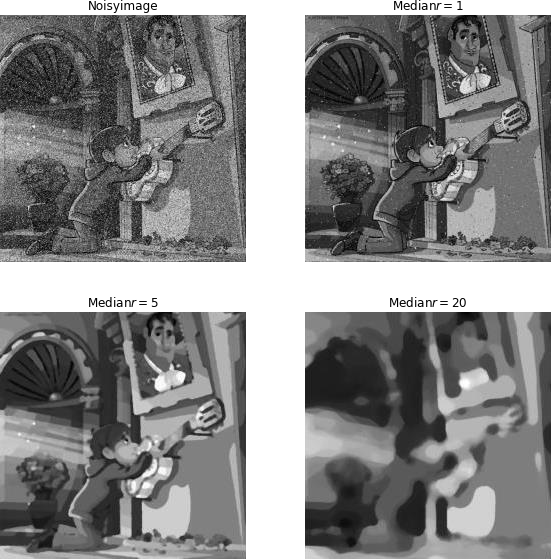 Noisyimage
Medianr = 1
Medianr = 5
Medianr = 20